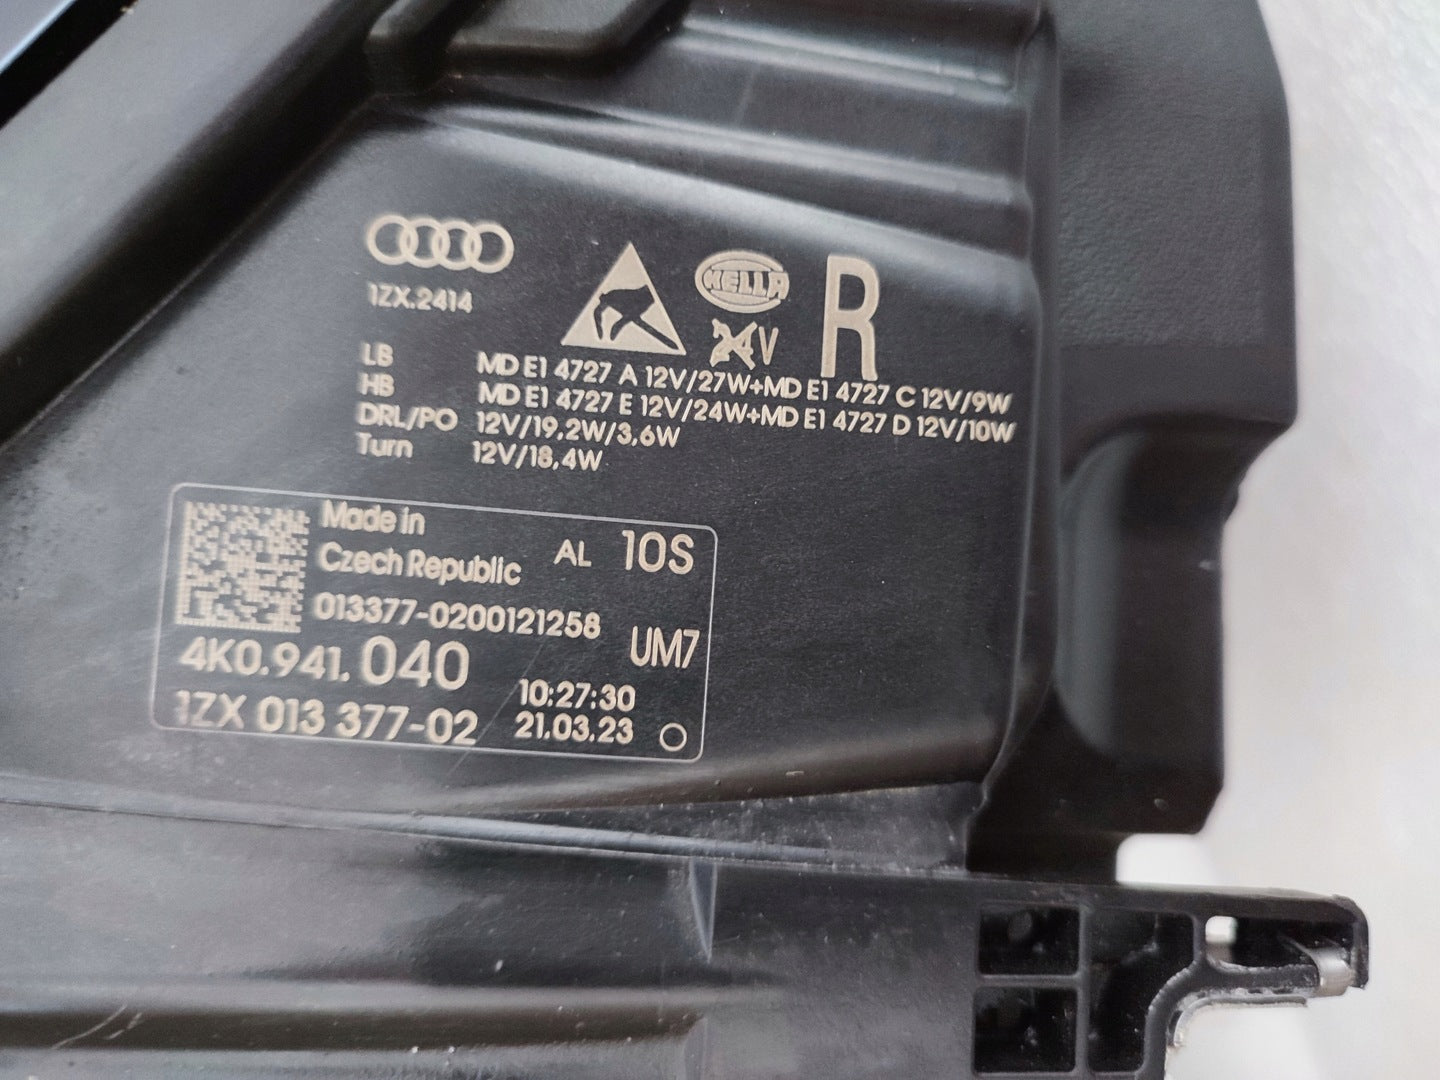 1ZX.2414
HELLA
24V
R
LB MD E1 4727 A 12V/27W+MD E1 4727 C 12V/9W
HB MD E1 4727 E 12V/24W+MD E1 4727 D 12V/10W
DRL/PO 12V/19,2W/3,6W
Turn 12V/18,4W
Made in
Czech Republic
AL 10S
013377-0200121258
UM7
4K0.941.040
10:27:30
1ZX 013 377-02
21.03.23